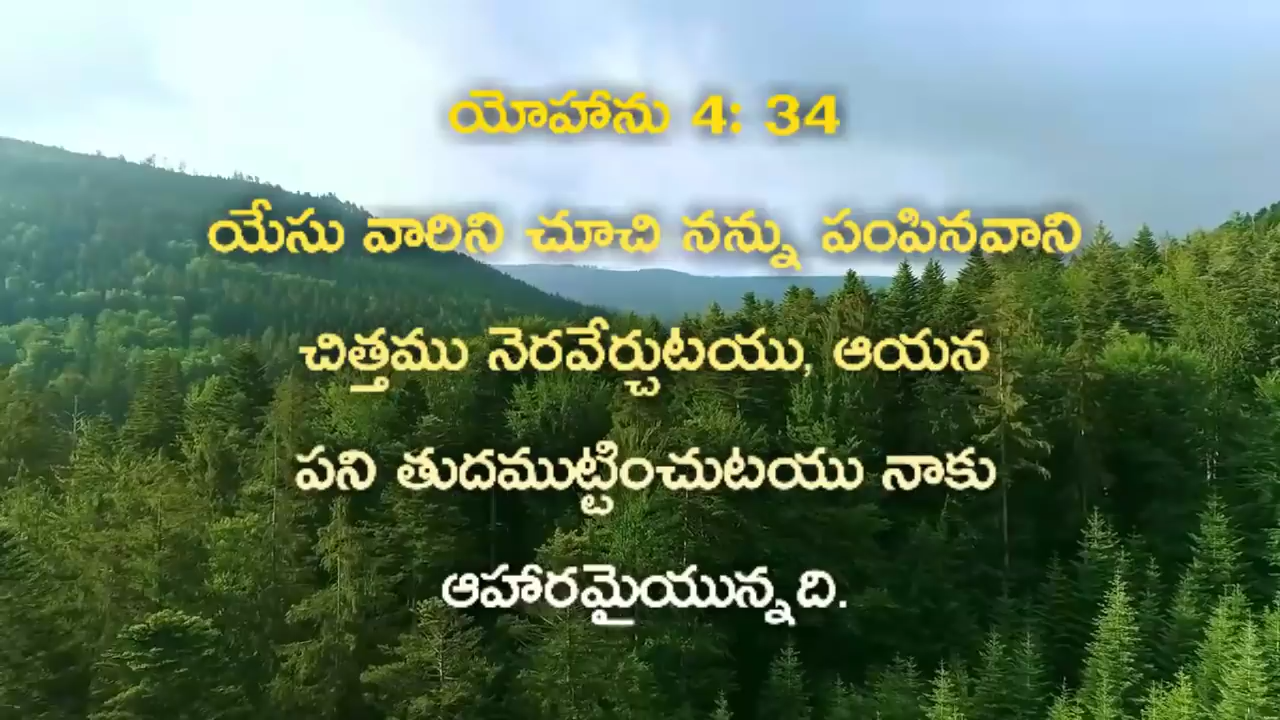 యోహాను 4: 34
యేసు వారిని చూచి నన్ను పంపినవాని
చిత్తము నెరవేర్చుటయు, ఆయన
పని తుదముట్టించుటయు నాకు
ఆహారమైయున్నది.